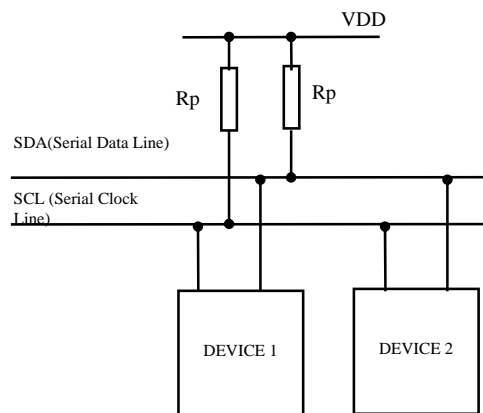 VDD
Rp
Rp
SDA(Serial Data Line)
SCL (Serial Clock
Line)
DEVICE 1
DEVICE 2